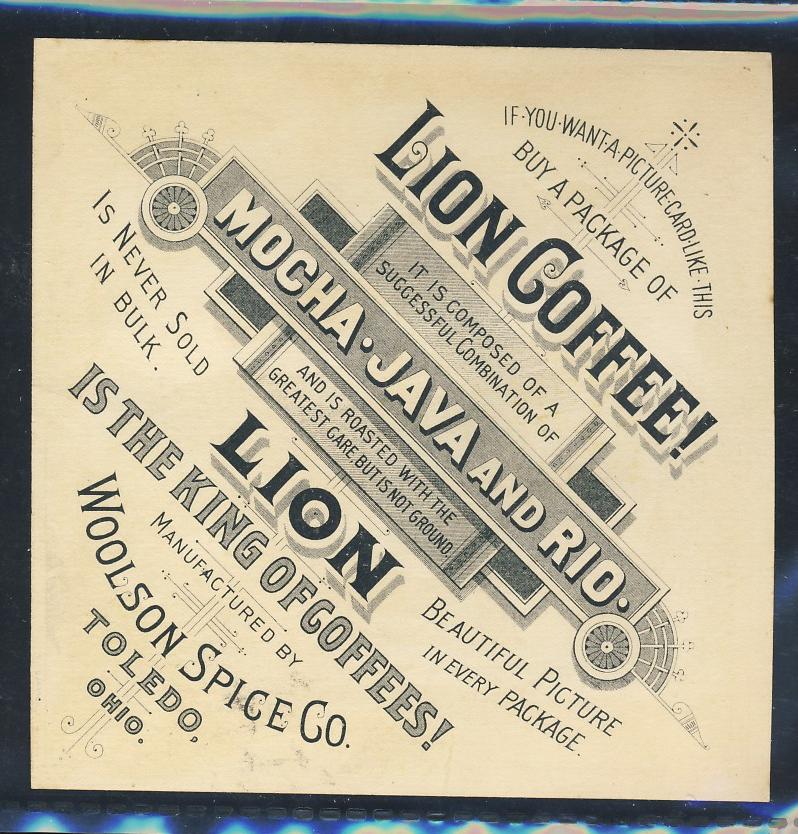 IF·YOU·WANT·A·PICTURE·CARD·LIKE·THIS
BUY A PACKAGE OF
LION COFFEE!
IT IS COMPOSED OF A
SUCCESSFUL COMBINATION OF
MOCHA·JAVA AND RIO.
AND IS ROASTED WITH THE
GREATEST CARE BUT IS NOT GROUND
IS NEVER SOLD
IN BULK.
BEAUTIFUL PICTURE
IN EVERY PACKAGE.
LION
IS THE KING OF COFFEES!
MANUFACTURED BY
WOOLSON SPICE CO.
TOLEDO,
OHIO.